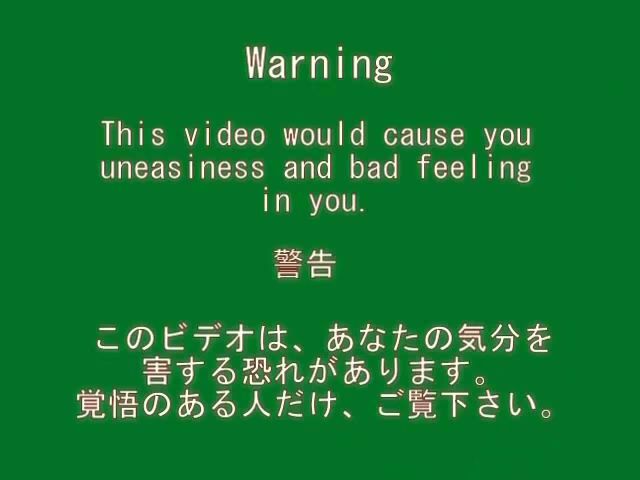 Warning
This video would cause you
uneasiness and bad feeling
in you.
警告
このビデオは、あなたの気分を
害する恐れがあります。
覚悟のある人だけ、ご覧下さい。